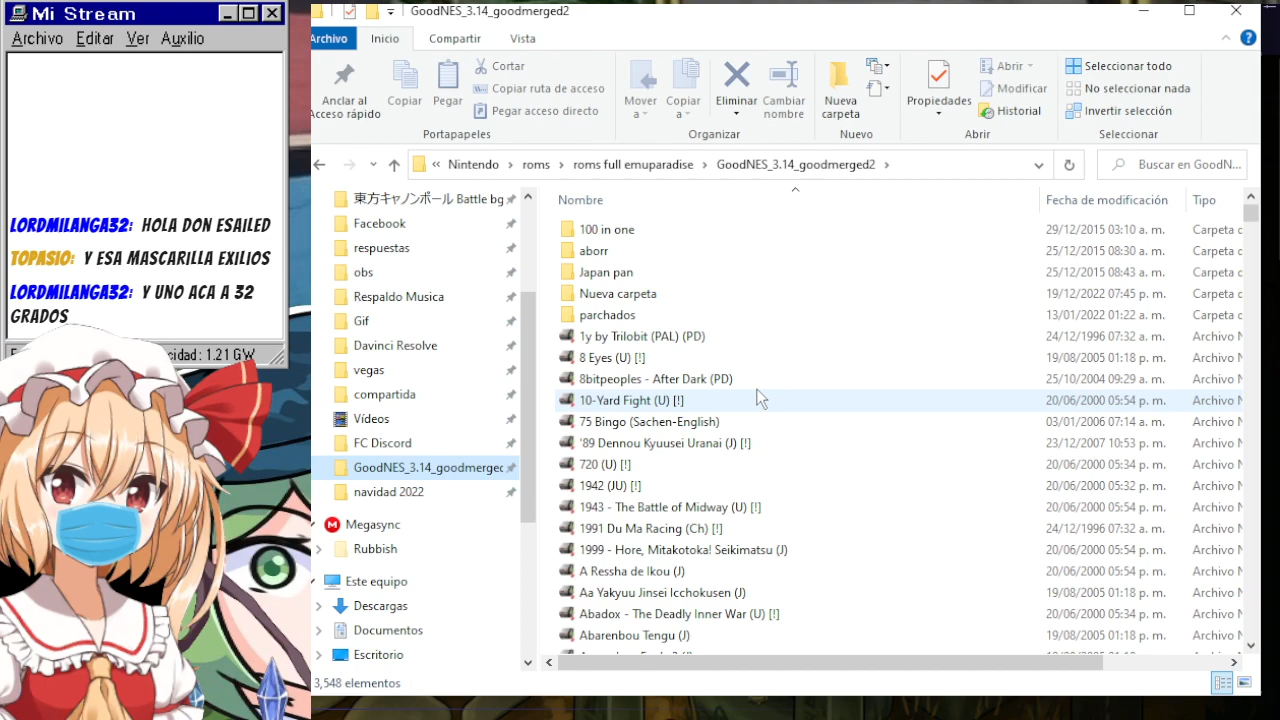 Mi Stream
Archivo Editar Ver Auxilio
LORDMILANGA32: HOLA DON ESAILED
TOPASIO: Y ESA MASCARILLA EXILIOS
LORDMILANGA32: Y UNO ACA A 32
GRADOS
cidad: 1.21 GW
GoodNES_3.14_goodmerged2
Archivo Inicio Compartir Vista
Anclar al
Acceso rápido
Copiar
Pegar
Cortar
Copiar ruta de acceso
Pegar acceso directo
Portapapeles
Mover
a
Copiar
a
Eliminar
Cambiar
nombre
Organizar
Nueva
carpeta
Nuevo
Propiedades
Abrir
Modificar
Historial
Abrir
Seleccionar todo
No seleccionar nada
Invertir selección
Seleccionar
« Nintendo > roms > roms full emuparadise > GoodNES_3.14_goodmerged2 >
Buscar en GoodN...
東方キャノンボール Battle bg
Facebook
respuestas
obs
Respaldo Musica
Gif
Davinci Resolve
vegas
compartida
Vídeos
FC Discord
GoodNES_3.14_goodmerged
navidad 2022
Megasync
Rubbish
Este equipo
Descargas
Documentos
Escritorio
Nombre Fecha de modificación Tipo
100 in one 29/12/2015 03:10 a. m. Carpeta d
aborr 25/12/2015 08:30 a. m. Carpeta d
Japan pan 25/12/2015 08:43 a. m. Carpeta d
Nueva carpeta 19/12/2022 07:45 p. m. Carpeta d
parchados 13/01/2022 01:22 a. m. Carpeta d
1y by Trilobit (PAL) (PD) 24/12/1996 07:32 a. m. Archivo N
8 Eyes (U) [!] 19/08/2005 01:18 p. m. Archivo N
8bitpeoples - After Dark (PD) 25/10/2004 09:29 a. m. Archivo N
10-Yard Fight (U) [!] 20/06/2000 05:54 p. m. Archivo N
75 Bingo (Sachen-English) 03/01/2006 07:14 a. m. Archivo N
'89 Dennou Kyuusei Uranai (J) [!] 23/12/2007 10:53 p. m. Archivo N
720 (U) [!] 20/06/2000 05:54 p. m. Archivo N
1942 (JU) [!] 20/06/2000 05:32 p. m. Archivo N
1943 - The Battle of Midway (U) [!] 20/06/2000 05:54 p. m. Archivo N
1991 Du Ma Racing (Ch) [!] 24/12/1996 07:32 a. m. Archivo N
1999 - Hore, Mitakotoka! Seikimatsu (J) 20/06/2000 05:54 p. m. Archivo N
A Ressha de Ikou (J) 20/06/2000 05:54 p. m. Archivo N
Aa Yakyuu Jinsei Icchokusen (J) 19/08/2005 01:18 p. m. Archivo N
Abadox - The Deadly Inner War (U) [!] 20/06/2000 05:34 p. m. Archivo N
Abarenbou Tengu (J) 19/08/2005 01:18 p. m. Archivo N
3,548 elementos